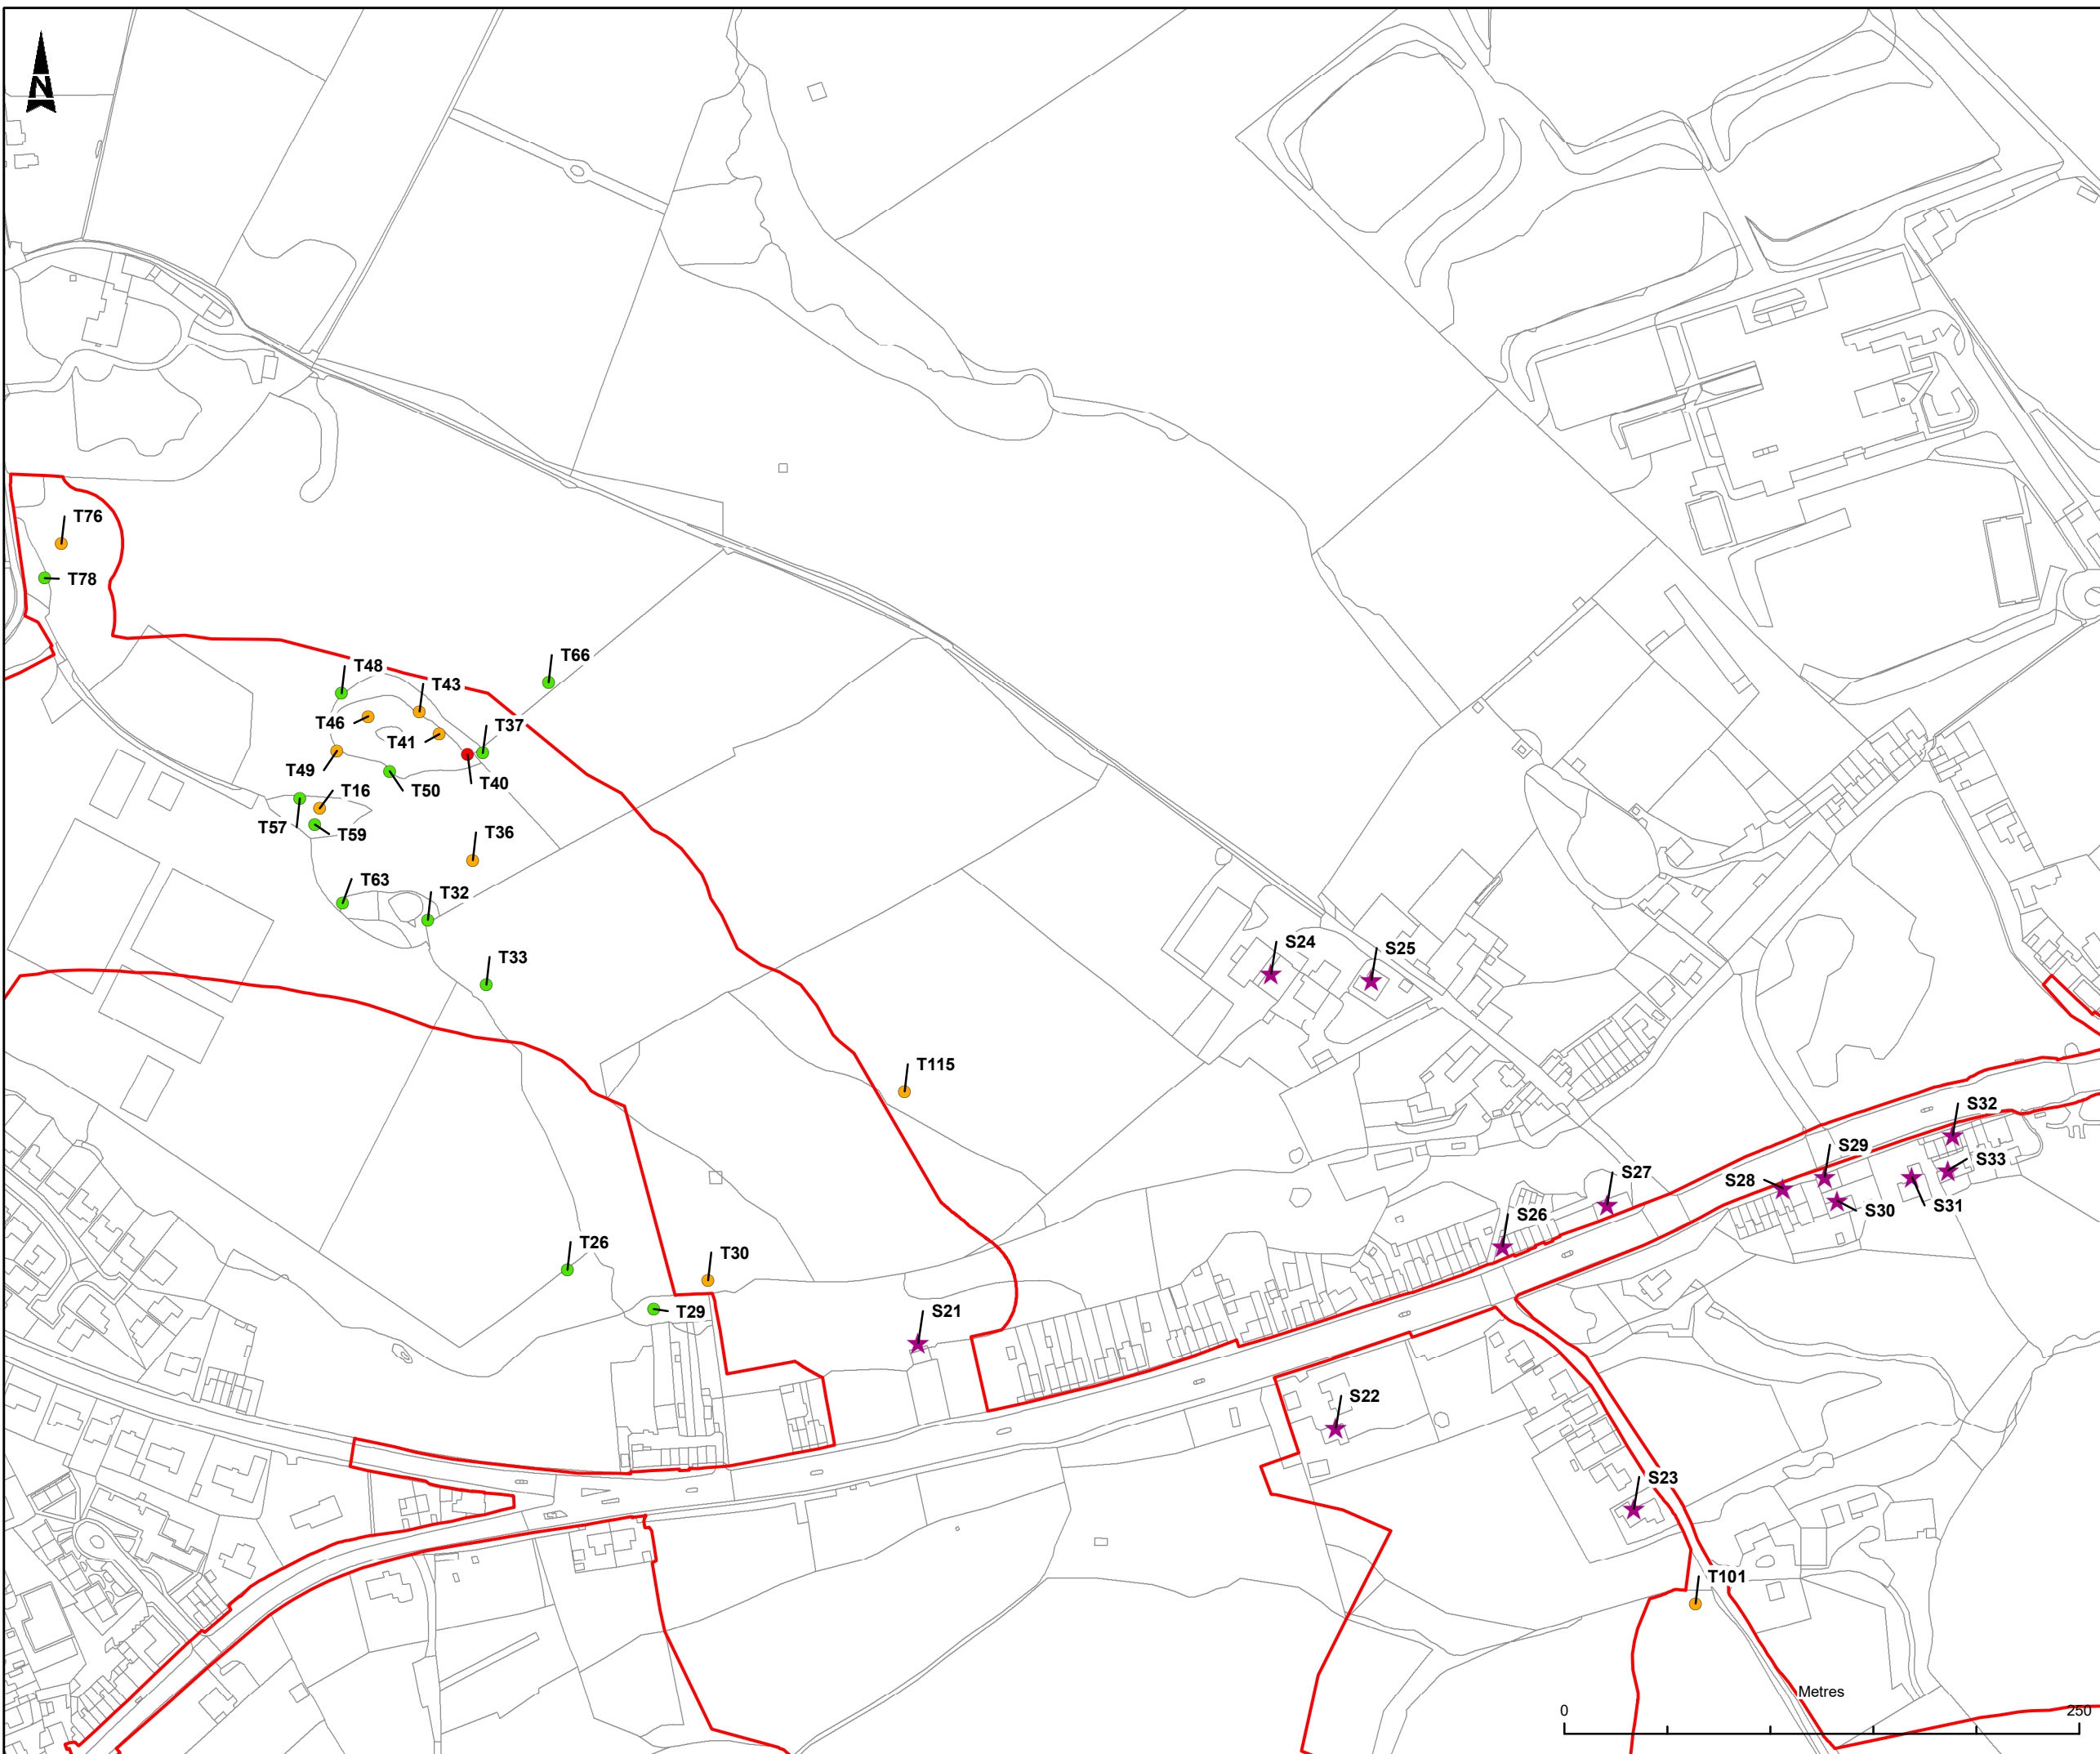 N
T76
T78
T66
T48
T43
T46
T37
T41
T49
T40
T50
T16
T57
T59
T36
T63
T32
T33
S24
S25
T115
S32
S29
S33
S27
S28
S31
S30
S26
T26
T30
T29
S21
S22
S23
T101
Metres
0
250